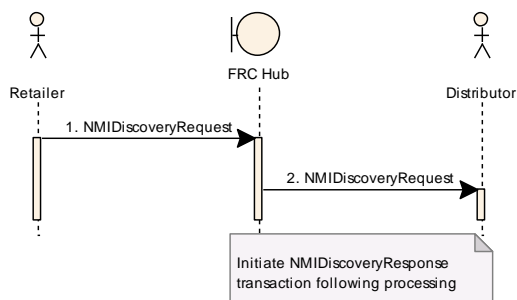 FRC Hub
Retailer
Distributor
1. NMIDiscoveryRequest
2. NMIDiscoveryRequest
Initiate NMIDiscoveryResponse
transaction following processing